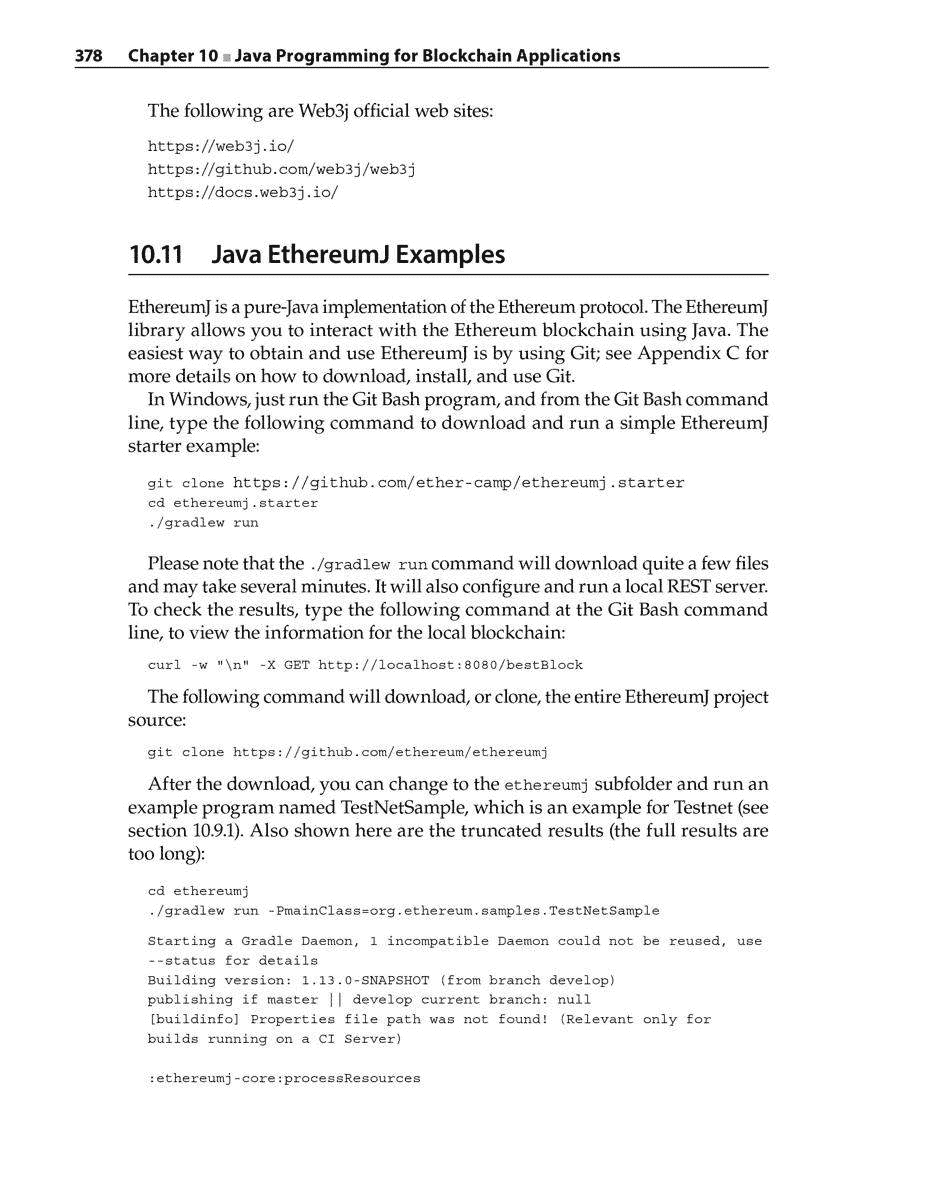 378 Chapter 10 ■ Java Programming for Blockchain Applications
The following are Web3j official web sites:
https://web3j.io/
https://github.com/web3j/web3j
https://docs.web3j.io/
10.11 Java EthereumJ Examples
EthereumJ is a pure-Java implementation of the Ethereum protocol. The EthereumJ
library allows you to interact with the Ethereum blockchain using Java. The
easiest way to obtain and use EthereumJ is by using Git; see Appendix C for
more details on how to download, install, and use Git.
In Windows, just run the Git Bash program, and from the Git Bash command
line, type the following command to download and run a simple EthereumJ
starter example:
git clone https://github.com/ether-camp/ethereumj.starter
cd ethereumj.starter
./gradlew run
Please note that the ./gradlew run command will download quite a few files
and may take several minutes. It will also configure and run a local REST server.
To check the results, type the following command at the Git Bash command
line, to view the information for the local blockchain:
curl -w "\n" -X GET http://localhost:8080/bestBlock
The following command will download, or clone, the entire EthereumJ project
source:
git clone https://github.com/ethereum/ethereumj
After the download, you can change to the ethereumj subfolder and run an
example program named TestNetSample, which is an example for Testnet (see
section 10.9.1). Also shown here are the truncated results (the full results are
too long):
cd ethereumj
./gradlew run -PmainClass=org.ethereum.samples.TestNetSample
Starting a Gradle Daemon, 1 incompatible Daemon could not be reused, use
--status for details
Building version: 1.13.0-SNAPSHOT (from branch develop)
publishing if master || develop current branch: null
[buildinfo] Properties file path was not found! (Relevant only for
builds running on a CI Server)
:ethereumj-core:processResources